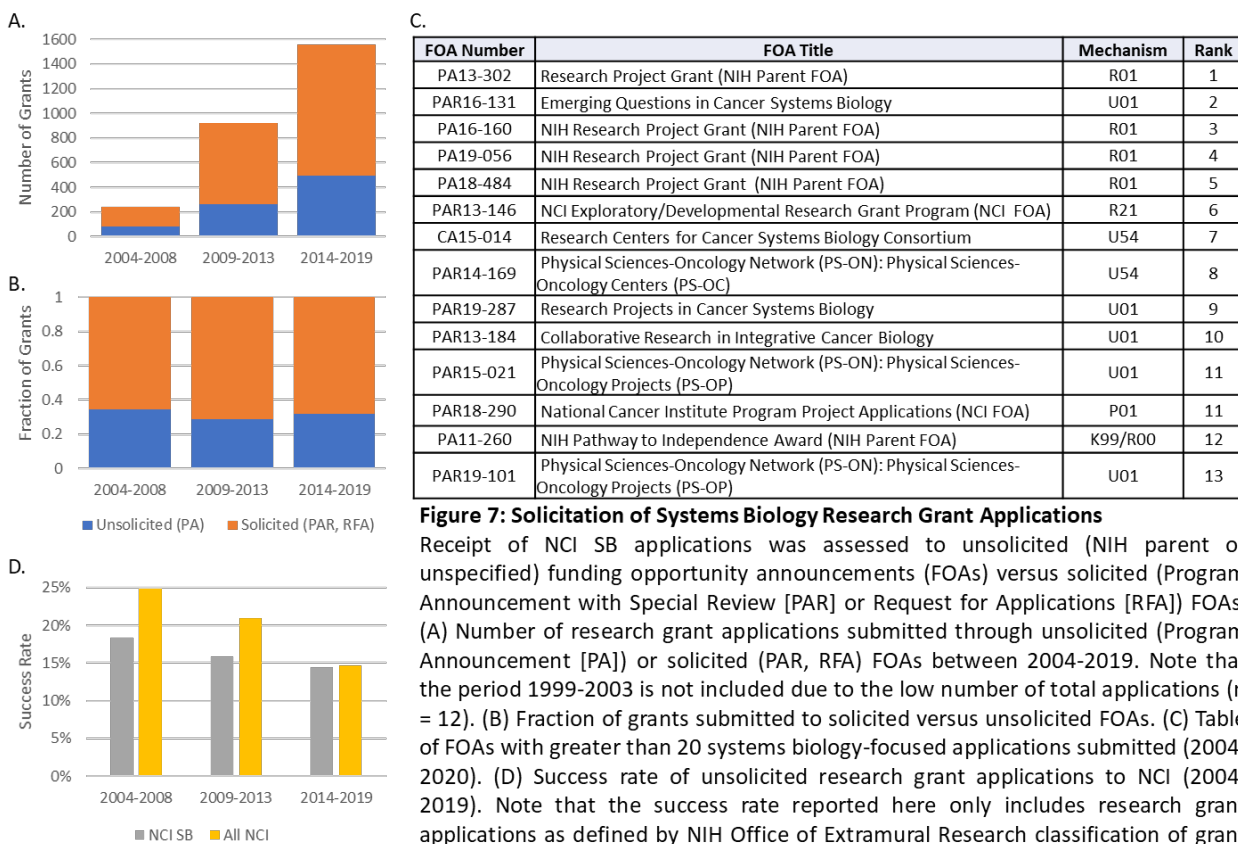 A.
Number of Grants
1600
1400
1200
1000
800
600
400
200
0
2004-2008
2009-2013
2014-2019
B.
Fraction of Grants
1
0.8
0.6
0.4
0.2
0
2004-2008
2009-2013
2014-2019
Unsolicited (PA)
Solicited (PAR, RFA)
D.
Success Rate
25%
20%
15%
10%
5%
0%
2004-2008
2009-2013
2014-2019
NCI SB
All NCI
C.
FOA Number FOA Title Mechanism Rank
PA13-302 Research Project Grant (NIH Parent FOA) R01 1
PAR16-131 Emerging Questions in Cancer Systems Biology U01 2
PA16-160 NIH Research Project Grant (NIH Parent FOA) R01 3
PA19-056 NIH Research Project Grant (NIH Parent FOA) R01 4
PA18-484 NIH Research Project Grant (NIH Parent FOA) R01 5
PAR13-146 NCI Exploratory/Developmental Research Grant Program (NCI FOA) R21 6
CA15-014 Research Centers for Cancer Systems Biology Consortium U54 7
PAR14-169 Physical Sciences-Oncology Network (PS-ON): Physical Sciences-
Oncology Centers (PS-OC) U54 8
PAR19-287 Research Projects in Cancer Systems Biology U01 9
PAR13-184 Collaborative Research in Integrative Cancer Biology U01 10
PAR15-021 Physical Sciences-Oncology Network (PS-ON): Physical Sciences-
Oncology Projects (PS-OP) U01 11
PAR18-290 National Cancer Institute Program Project Applications (NCI FOA) P01 11
PA11-260 NIH Pathway to Independence Award (NIH Parent FOA) K99/R00 12
PAR19-101 Physical Sciences-Oncology Network (PS-ON): Physical Sciences-
Oncology Projects (PS-OP) U01 13
Figure 7: Solicitation of Systems Biology Research Grant Applications
Receipt of NCI SB applications was assessed to unsolicited (NIH parent o
unspecified) funding opportunity announcements (FOAs) versus solicited (Program
Announcement with Special Review [PAR] or Request for Applications [RFA]) FOAs
(A) Number of research grant applications submitted through unsolicited (Program
Announcement [PA]) or solicited (PAR, RFA) FOAs between 2004-2019. Note tha
the period 1999-2003 is not included due to the low number of total applications (
= 12). (B) Fraction of grants submitted to solicited versus unsolicited FOAs. (C) Table
of FOAs with greater than 20 systems biology-focused applications submitted (2004
2020). (D) Success rate of unsolicited research grant applications to NCI (2004
2019). Note that the success rate reported here only includes research gran
applications as defined by NIH Office of Extramural Research classification of gran